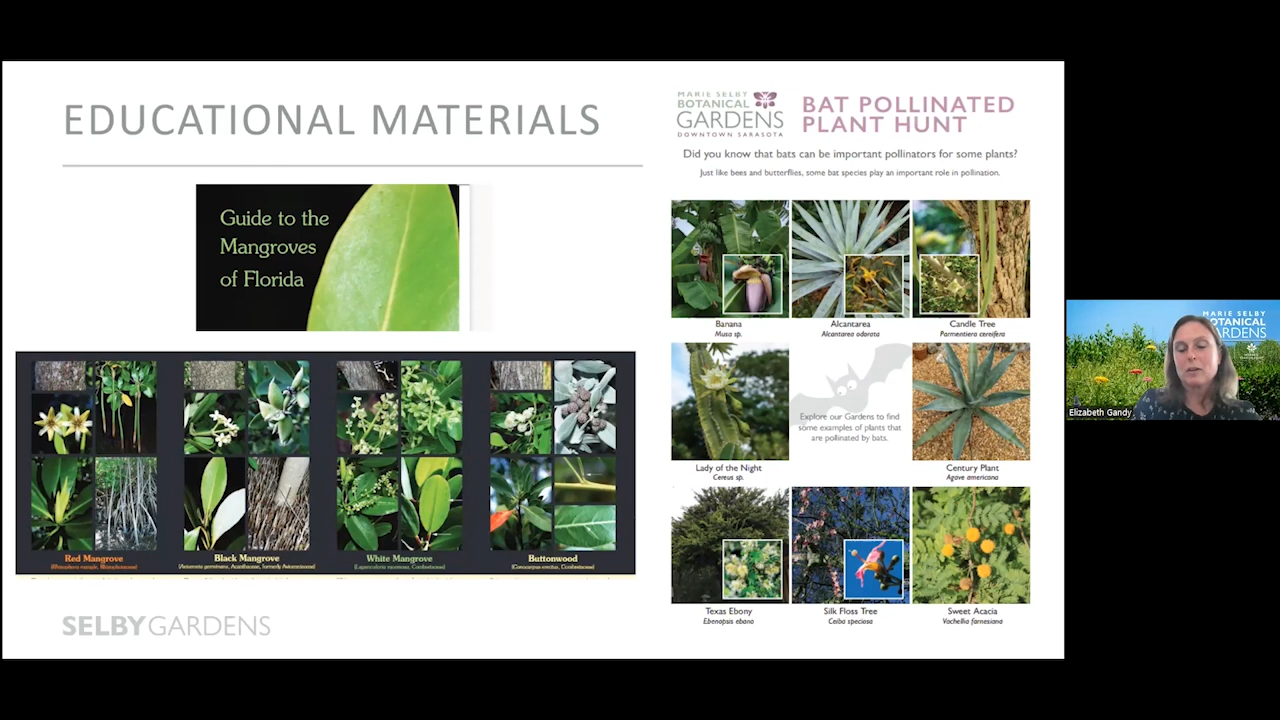 EDUCATIONAL MATERIALS
Guide to the
Mangroves
of Florida
Red Mangrove
Black Mangrove
White Mangrove
Buttonwood
SELBY GARDENS
MARIE SELBY
BOTANICAL
GARDENS
DOWNTOWN SARASOTA
BAT POLLINATED
PLANT HUNT
Did you know that bats can be important pollinators for some plants?
Just like bees and butterflies, some bat species play an important role in pollination.
Banana
Musa sp.
Alcantarea
Alcantarea odorata
Candle Tree
Parmentiera cereifera
Lady of the Night
Cereus sp.
Explore our Gardens to find
some examples of plants that
are pollinated by bats.
Century Plant
Agave americana
Texas Ebony
Ebenopsis ebano
Silk Floss Tree
Ceiba speciosa
Sweet Acacia
Vachellia farnesiana
MARIE SELBY
BOTANICAL
GARDENS
Elizabeth Gandy